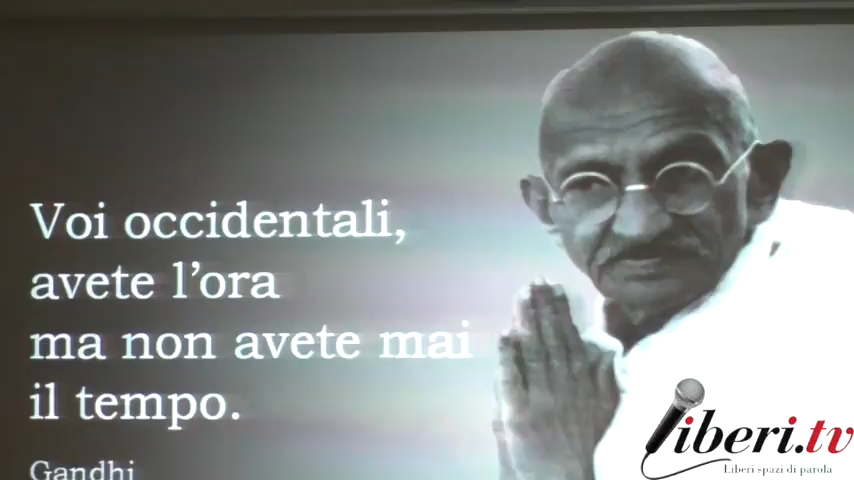 Voi occidentali,
avete l'ora
ma non avete mai
il tempo.
Gandhi
liberi.tv
Liberi spazi di parola